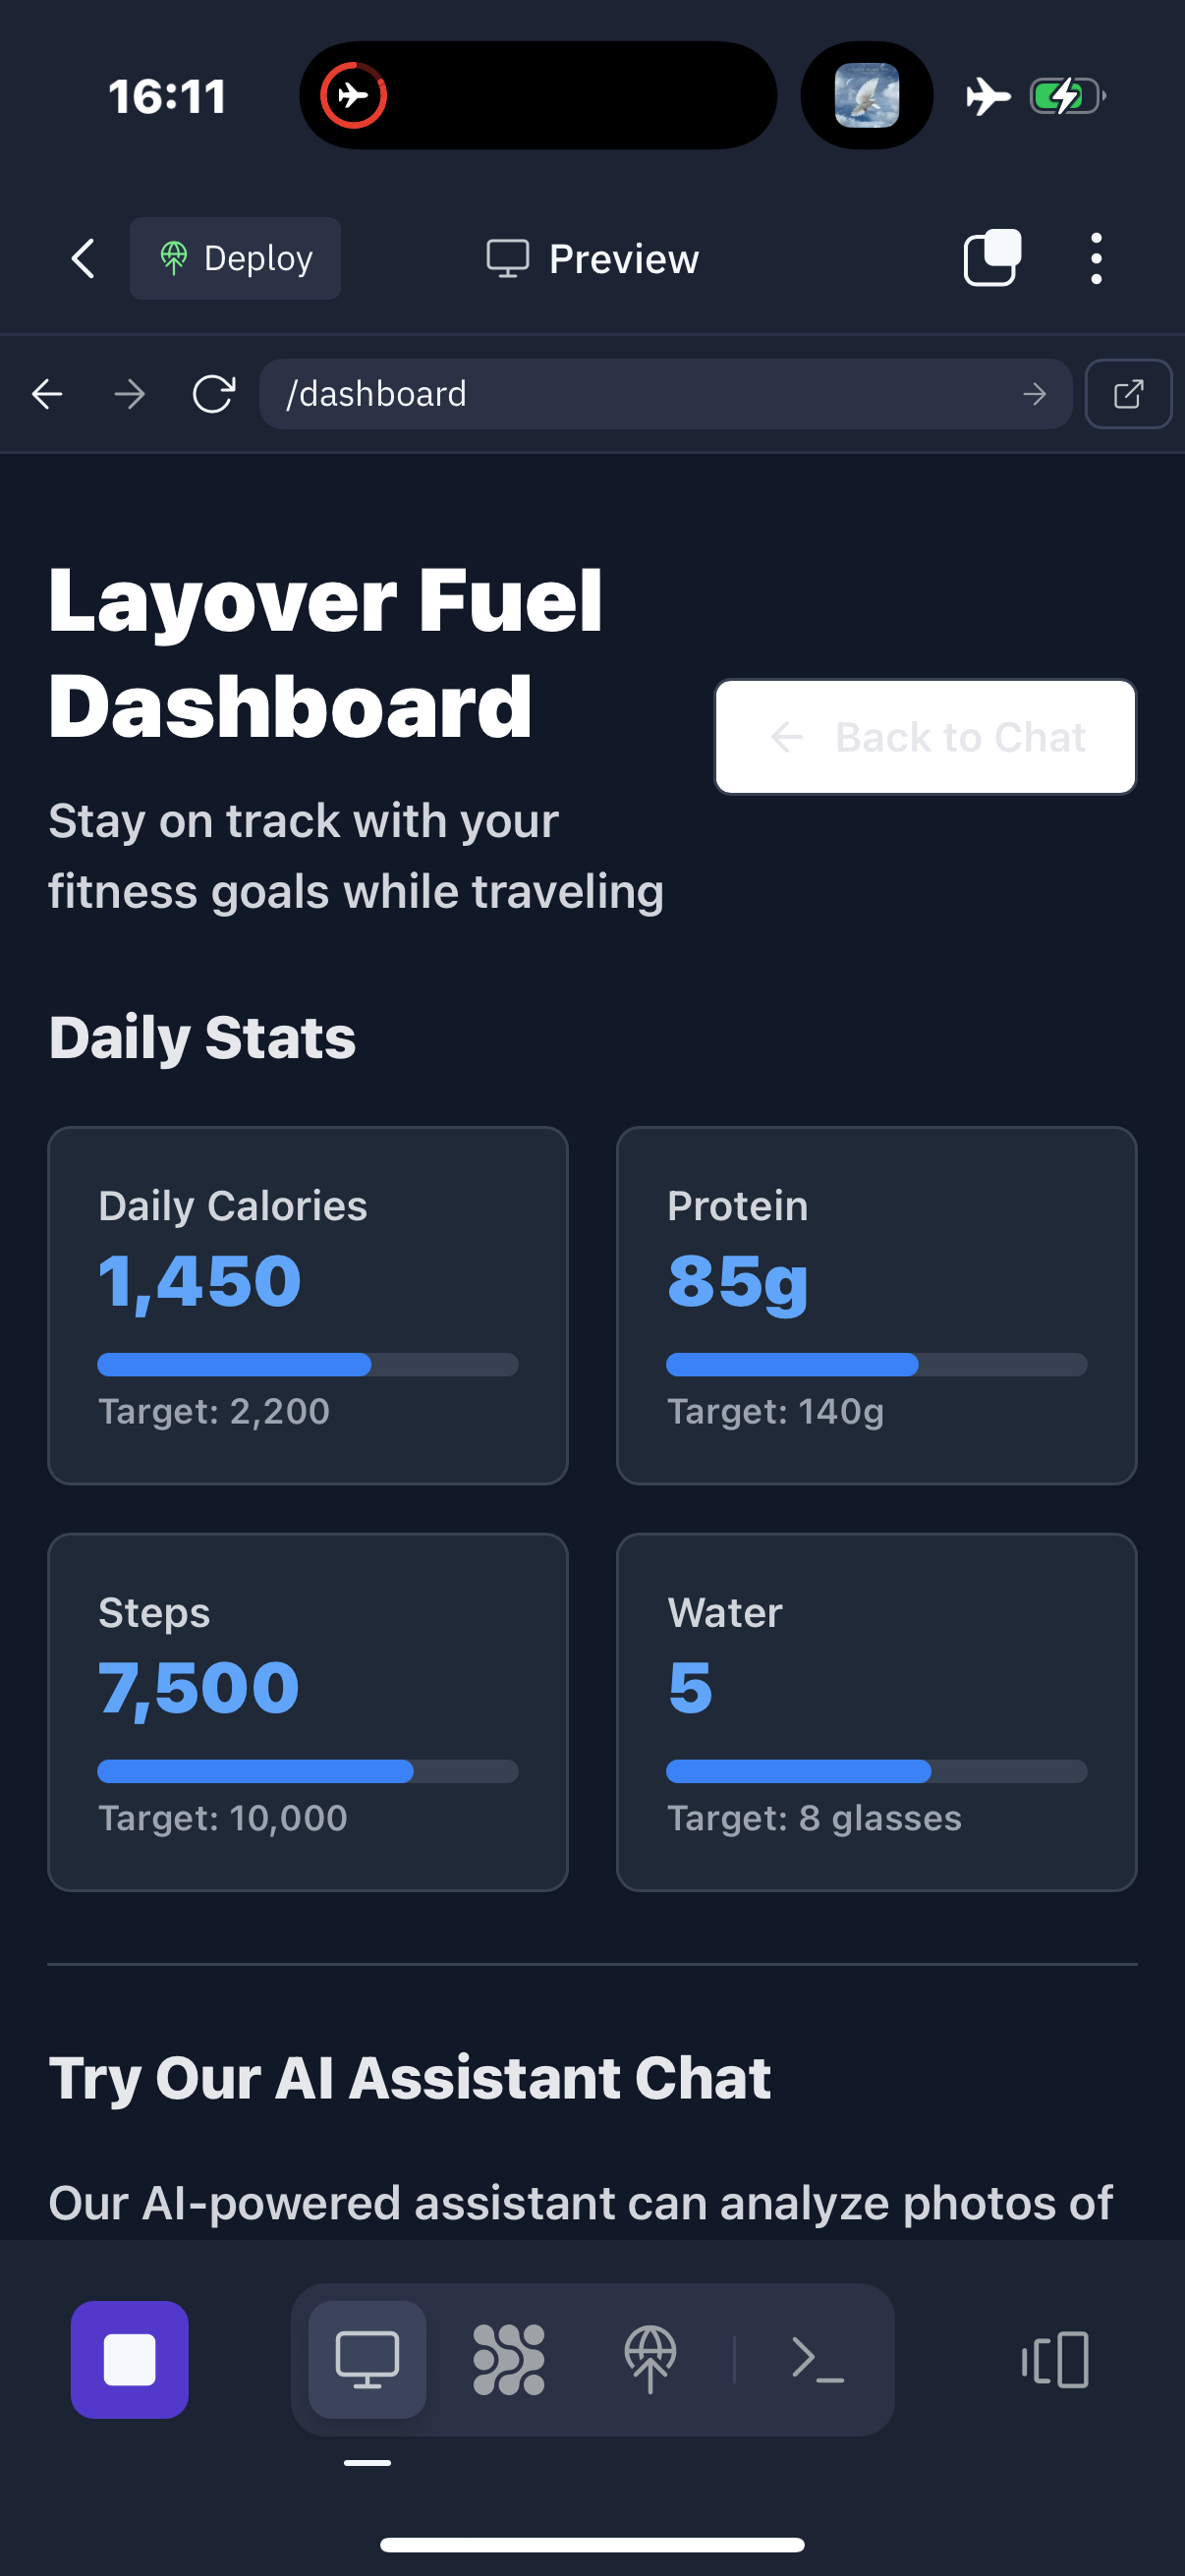 16:11
Deploy
Preview
/dashboard
Layover Fuel
Dashboard
Back to Chat
Stay on track with your
fitness goals while traveling
Daily Stats
Daily Calories
1,450
Target: 2,200
Protein
85g
Target: 140g
Steps
7,500
Target: 10,000
Water
5
Target: 8 glasses
Try Our AI Assistant Chat
Our AI-powered assistant can analyze photos of